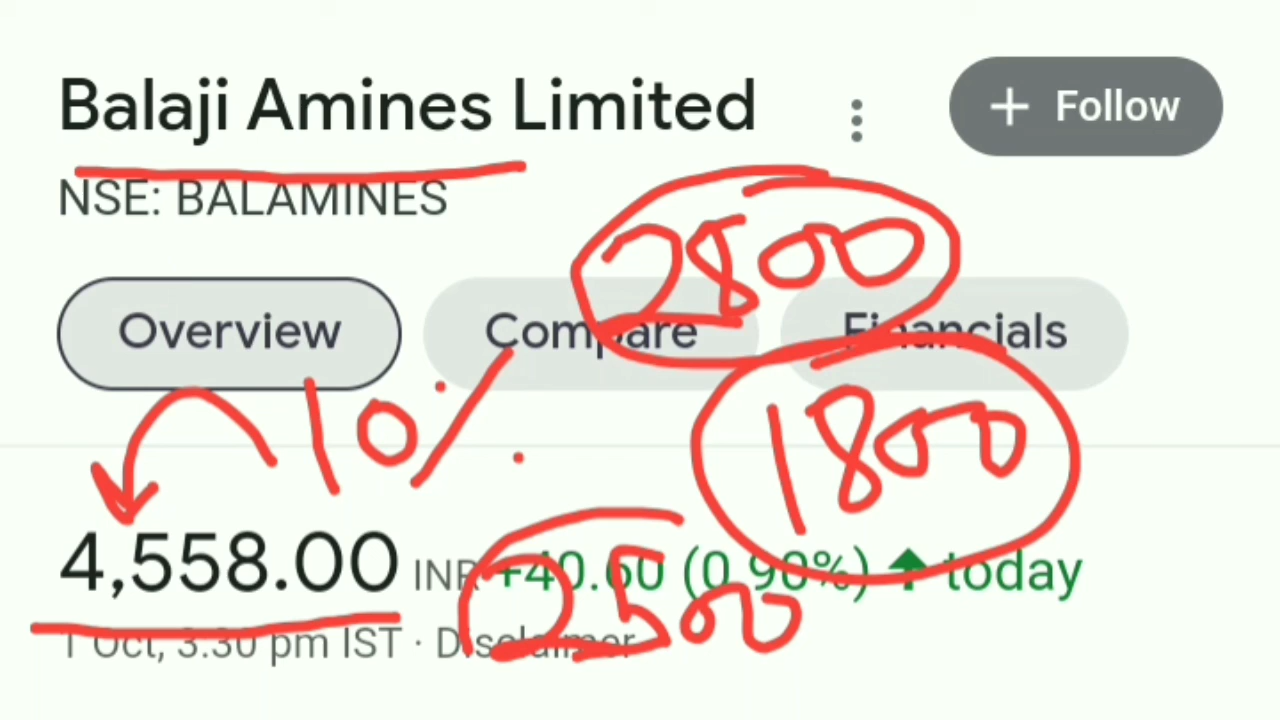 Balaji Amines Limited
+ Follow
NSE: BALAMINES
2800
Overview
Compare
Financials
10%
1800
4,558.00 INR +40.60 (0.90%) ↑ today
2500
1 Oct, 3:30 pm IST · Disclaimer